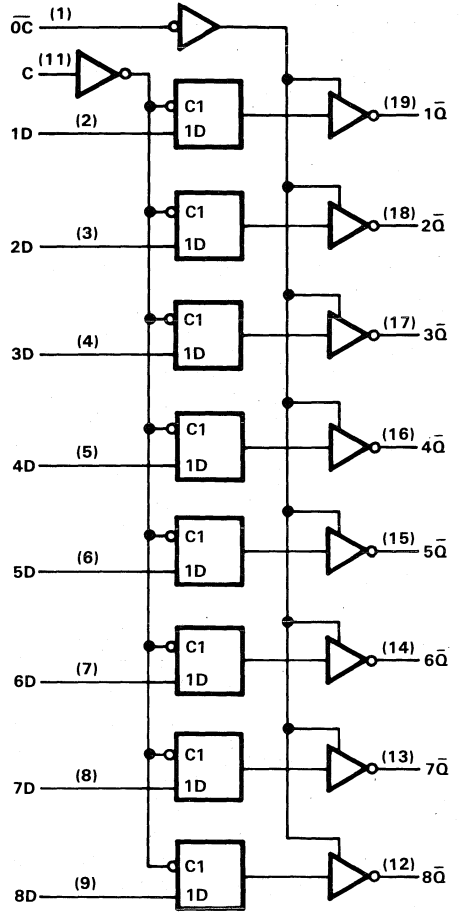 O̅C̅ (1)
C (11)
C1 (19) 1Q̅
1D (2) 1D
C1 (18) 2Q̅
2D (3) 1D
C1 (17) 3Q̅
3D (4) 1D
C1 (16) 4Q̅
4D (5) 1D
C1 (15) 5Q̅
5D (6) 1D
C1 (14) 6Q̅
6D (7) 1D
C1 (13) 7Q̅
7D (8) 1D
C1 (12) 8Q̅
8D (9) 1D